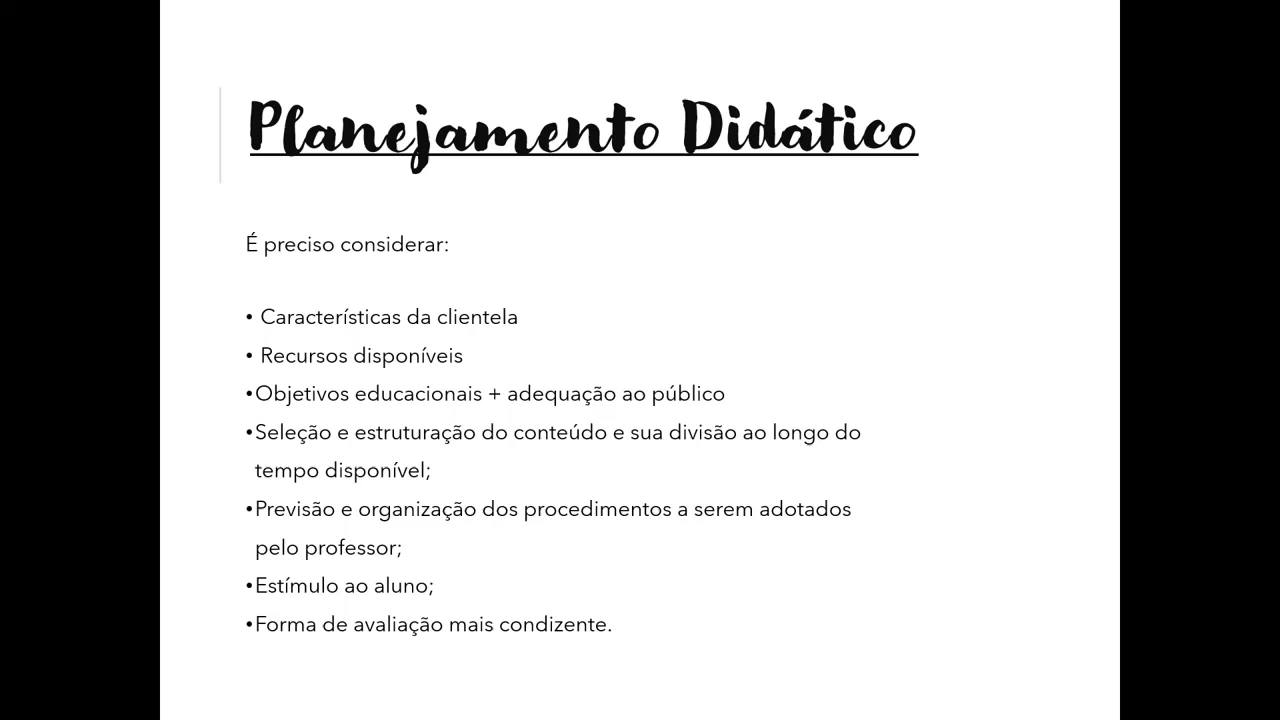 Planejamento Didático
É preciso considerar:
• Características da clientela
• Recursos disponíveis
•Objetivos educacionais + adequação ao público
•Seleção e estruturação do conteúdo e sua divisão ao longo do
tempo disponível;
•Previsão e organização dos procedimentos a serem adotados
pelo professor;
•Estímulo ao aluno;
•Forma de avaliação mais condizente.